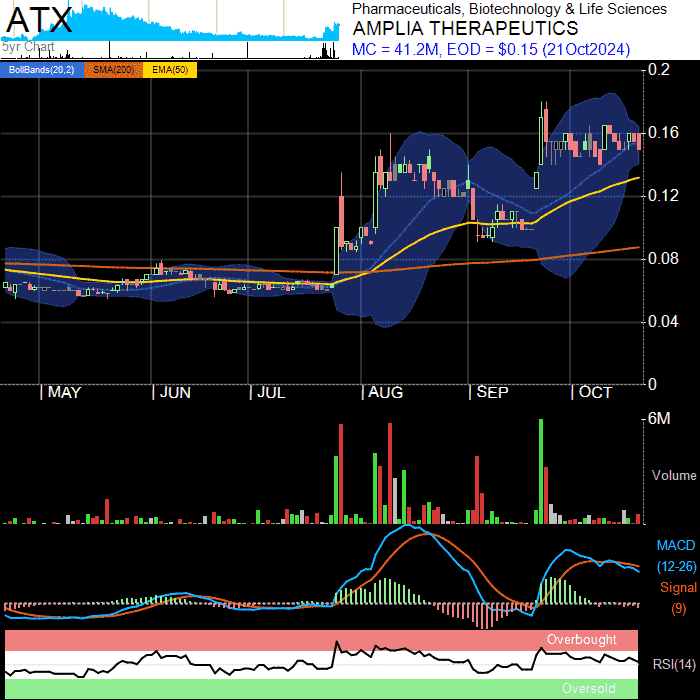 ATX
5yr Chart
Pharmaceuticals, Biotechnology & Life Sciences
AMPLIA THERAPEUTICS
MC = 41.2M, EOD = $0.15 (21Oct2024)
BollBands(20,2) SMA(200) EMA(50)
0.2
0.16
0.12
0.08
0.04
0
MAY JUN JUL AUG SEP OCT
6M
Volume
MACD
(12-26)
Signal
(9)
Overbought
RSI(14)
Oversold